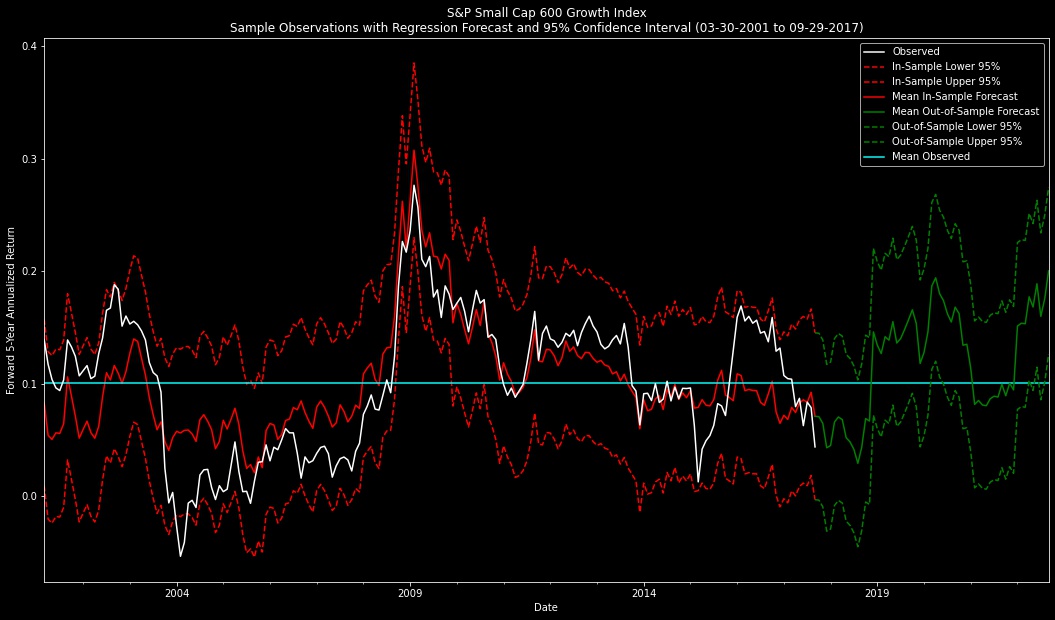 S&P Small Cap 600 Growth Index
Sample Observations with Regression Forecast and 95% Confidence Interval (03-30-2001 to 09-29-2017)
Observed
In-Sample Lower 95%
In-Sample Upper 95%
Mean In-Sample Forecast
Mean Out-of-Sample Forecast
Out-of-Sample Lower 95%
Out-of-Sample Upper 95%
Mean Observed
Forward 5-Year Annualized Return
0.4
0.3
0.2
0.1
0.0
2004
2009
2014
2019
Date